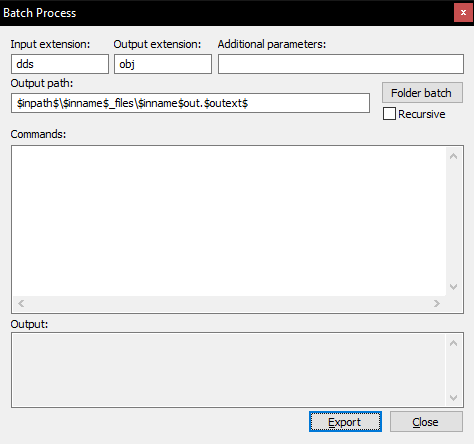 Batch Process
x
Input extension: Output extension: Additional parameters:
dds obj
Output path:
$inpath$\$inname$_files\$inname$out.$outext$
Folder batch
Recursive
Commands:
Output:
Export Close